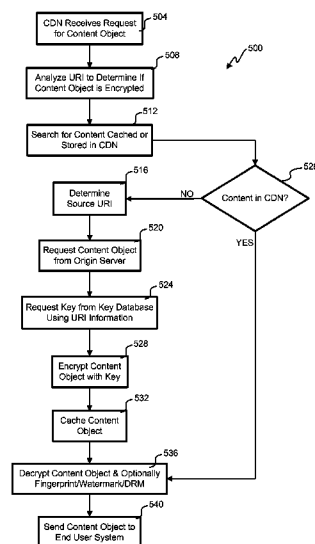 504
CDN Receives Request
for Content Object
500
508
Analyze URI to Determine If
Content Object is Encrypted
512
Search for Content Cached or
Stored in CDN
516
Determine
Source URI
NO
Content in CDN?
YES
520
Request Content Object
from Origin Server
524
Request Key from Key Database
Using URI Information
528
Encrypt Content
Object with Key
532
Cache Content
Object
536
Decrypt Content Object & Optionally
Fingerprint/Watermark/DRM
540
Send Content Object to
End User System